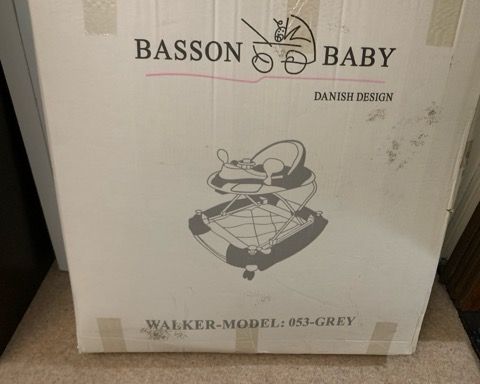 BASSON BABY
DANISH DESIGN
WALKER-MODEL: 053-GREY